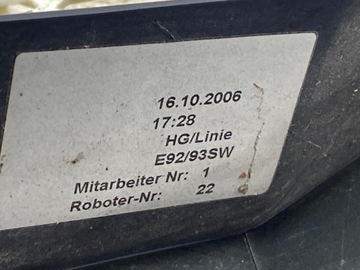 16.10.2006
17:28
HG/Linie
E92/93SW
Mitarbeiter Nr: 1
Roboter-Nr: 22